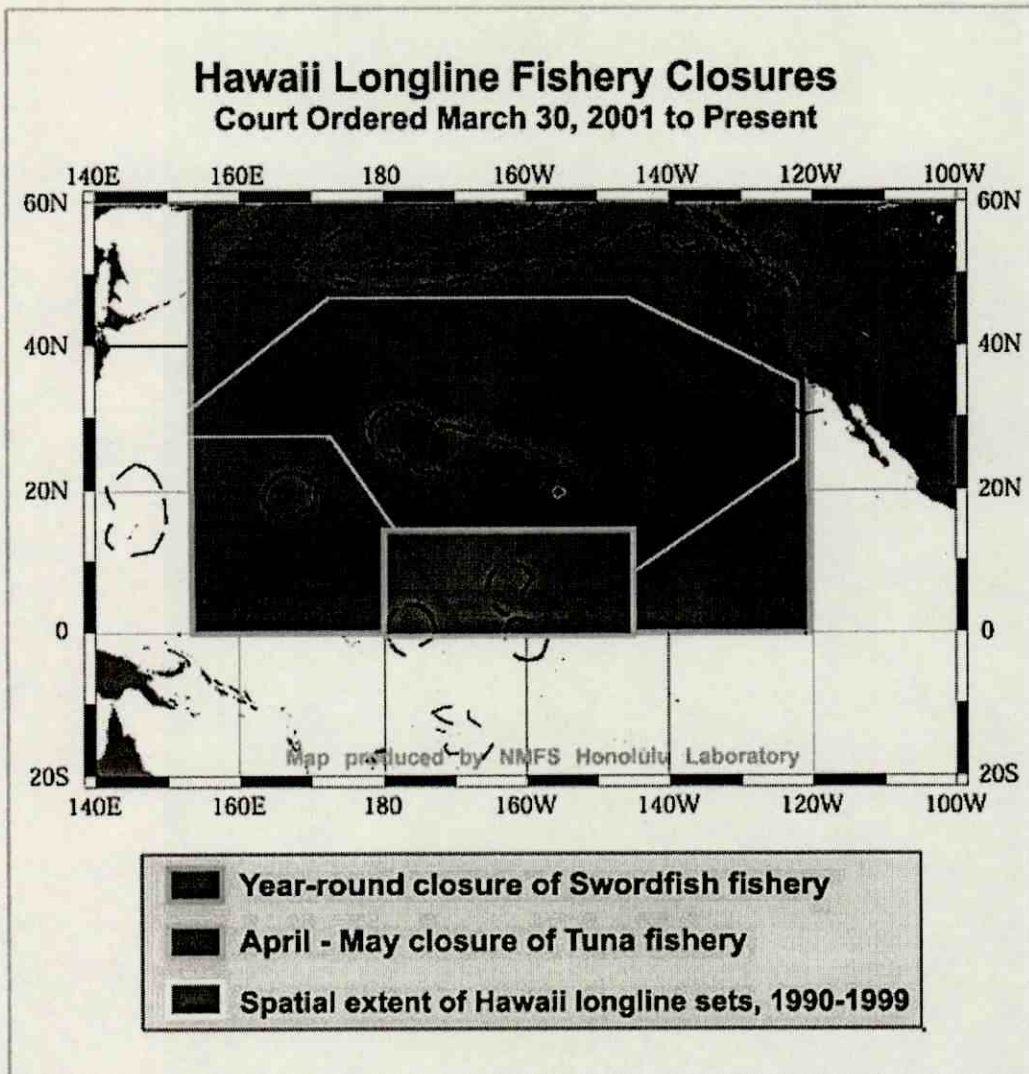 Hawaii Longline Fishery Closures
Court Ordered March 30, 2001 to Present
140E 160E 180 160W 140W 120W 100W
60N 60N
40N 40N
20N 20N
0 0
Map produced by NMFS Honolulu Laboratory
20S 20S
140E 160E 180 160W 140W 120W 100W
Year-round closure of Swordfish fishery
April - May closure of Tuna fishery
Spatial extent of Hawaii longline sets, 1990-1999